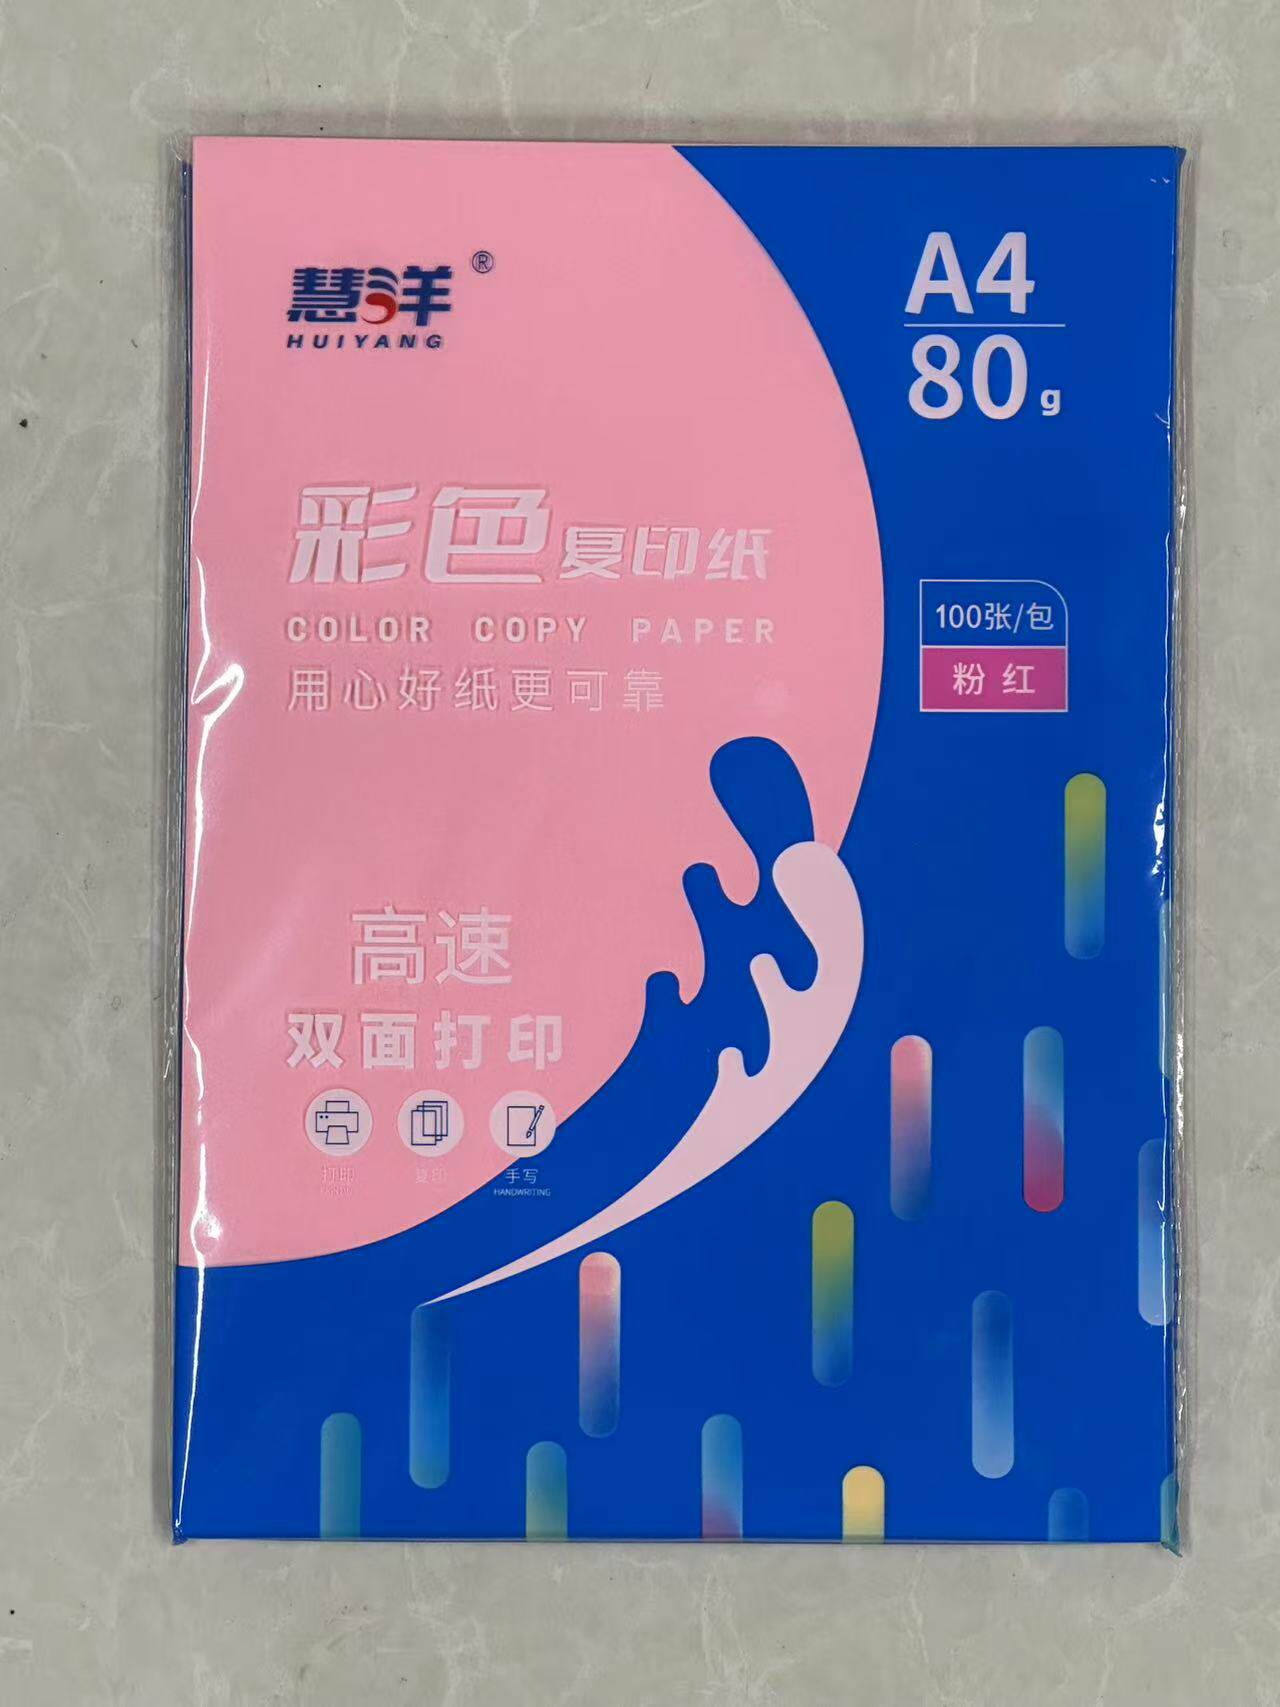 慧洋®
HUIYANG
A4
80g
彩色复印纸
COLOR COPY PAPER
用心好纸更可靠
100张/包
粉红
高速
双面打印
打印 复印 手写
HANDWRITING